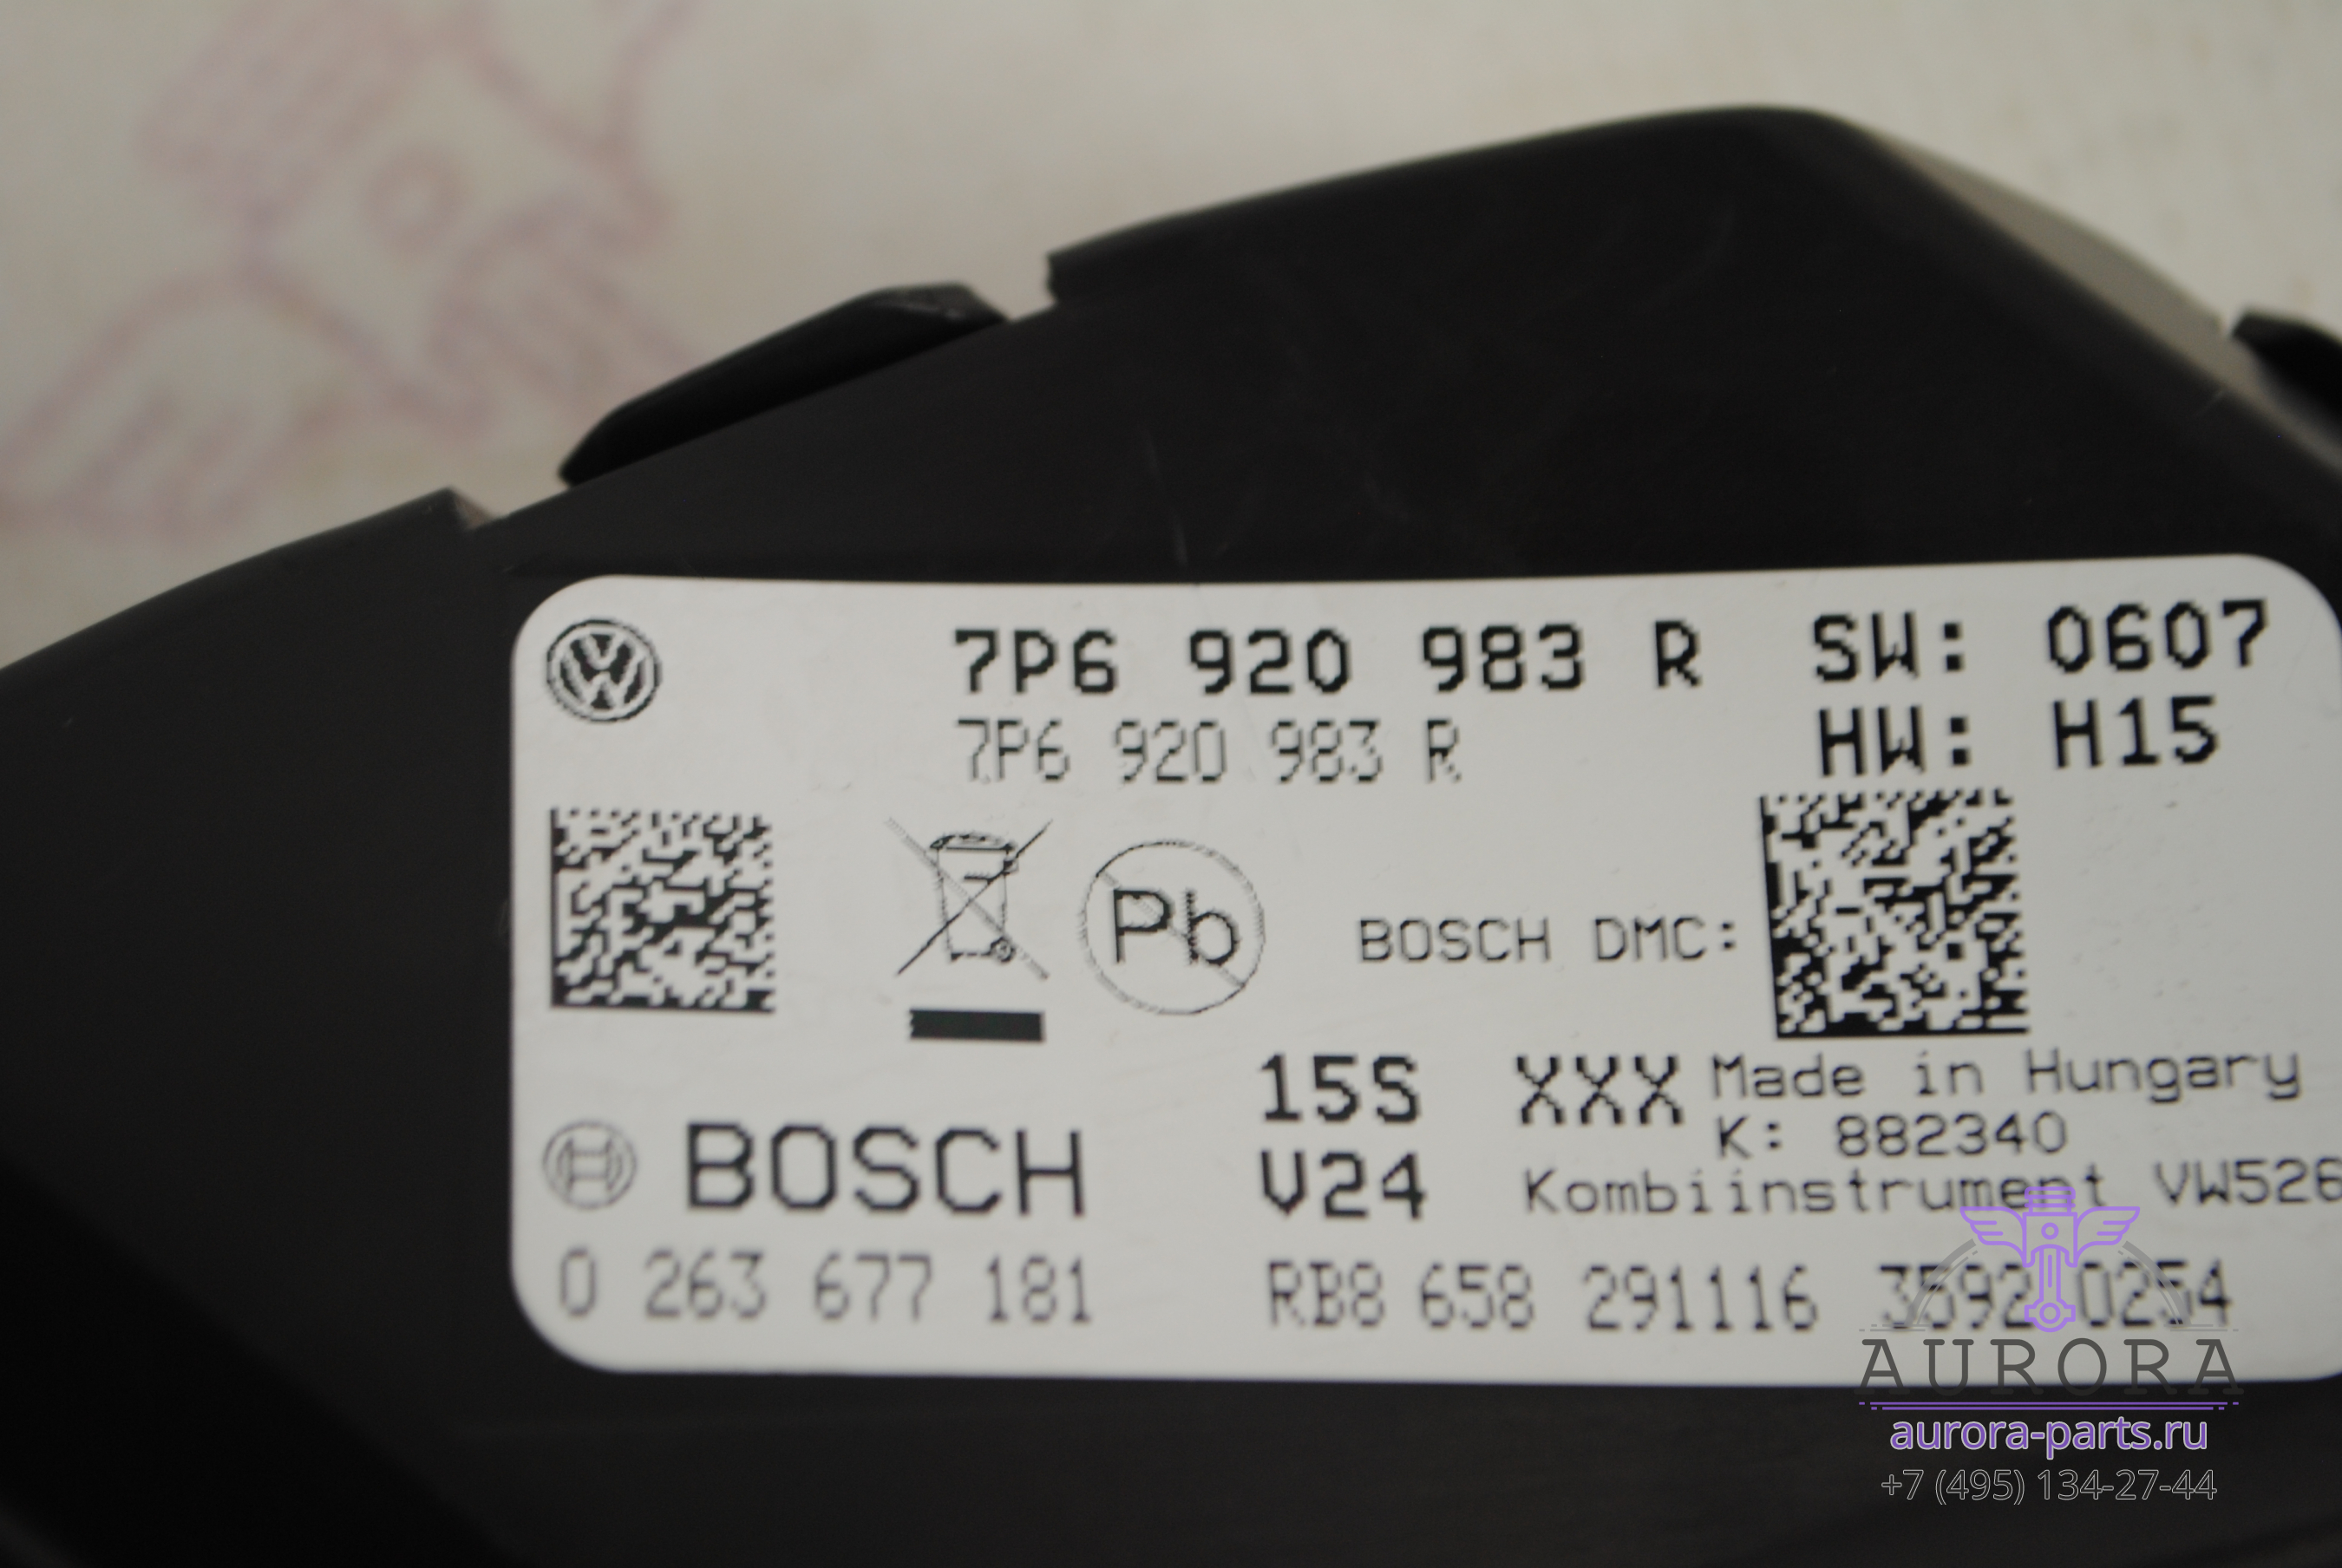 7P6 920 983 R SW: 0607
7P6 920 983 R HW: H15
Pb
BOSCH DMC:
15S XXX Made in Hungary
K: 882340
BOSCH V24 Kombiinstrument VW526
0 263 677 181 RB8 658 291116 3592 0254
AURORA
aurora-parts.ru
+7 (495) 134-27-44